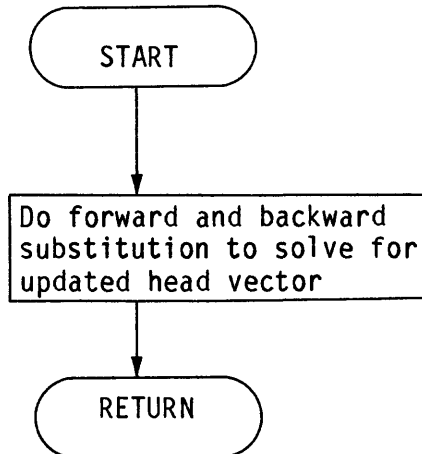 START
Do forward and backward
substitution to solve for
updated head vector
RETURN